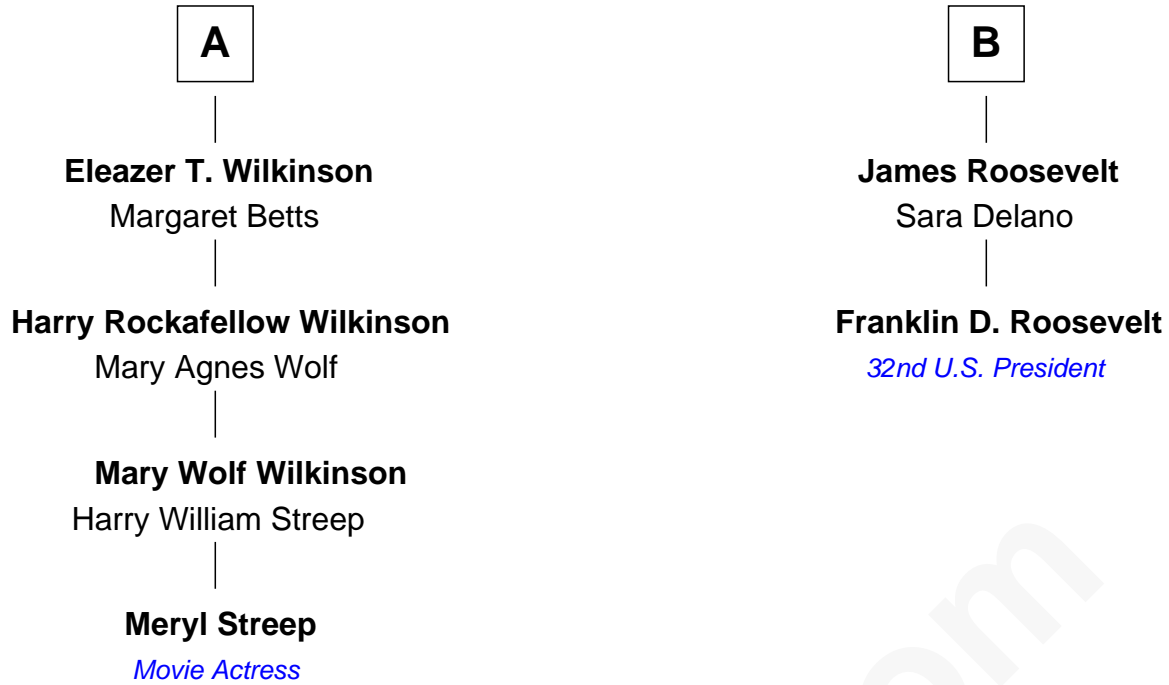 A
Eleazer T. Wilkinson
Margaret Betts
Harry Rockafellow Wilkinson
Mary Agnes Wolf
Mary Wolf Wilkinson
Harry William Streep
Meryl Streep
Movie Actress
B
James Roosevelt
Sara Delano
Franklin D. Roosevelt
32nd U.S. President
om